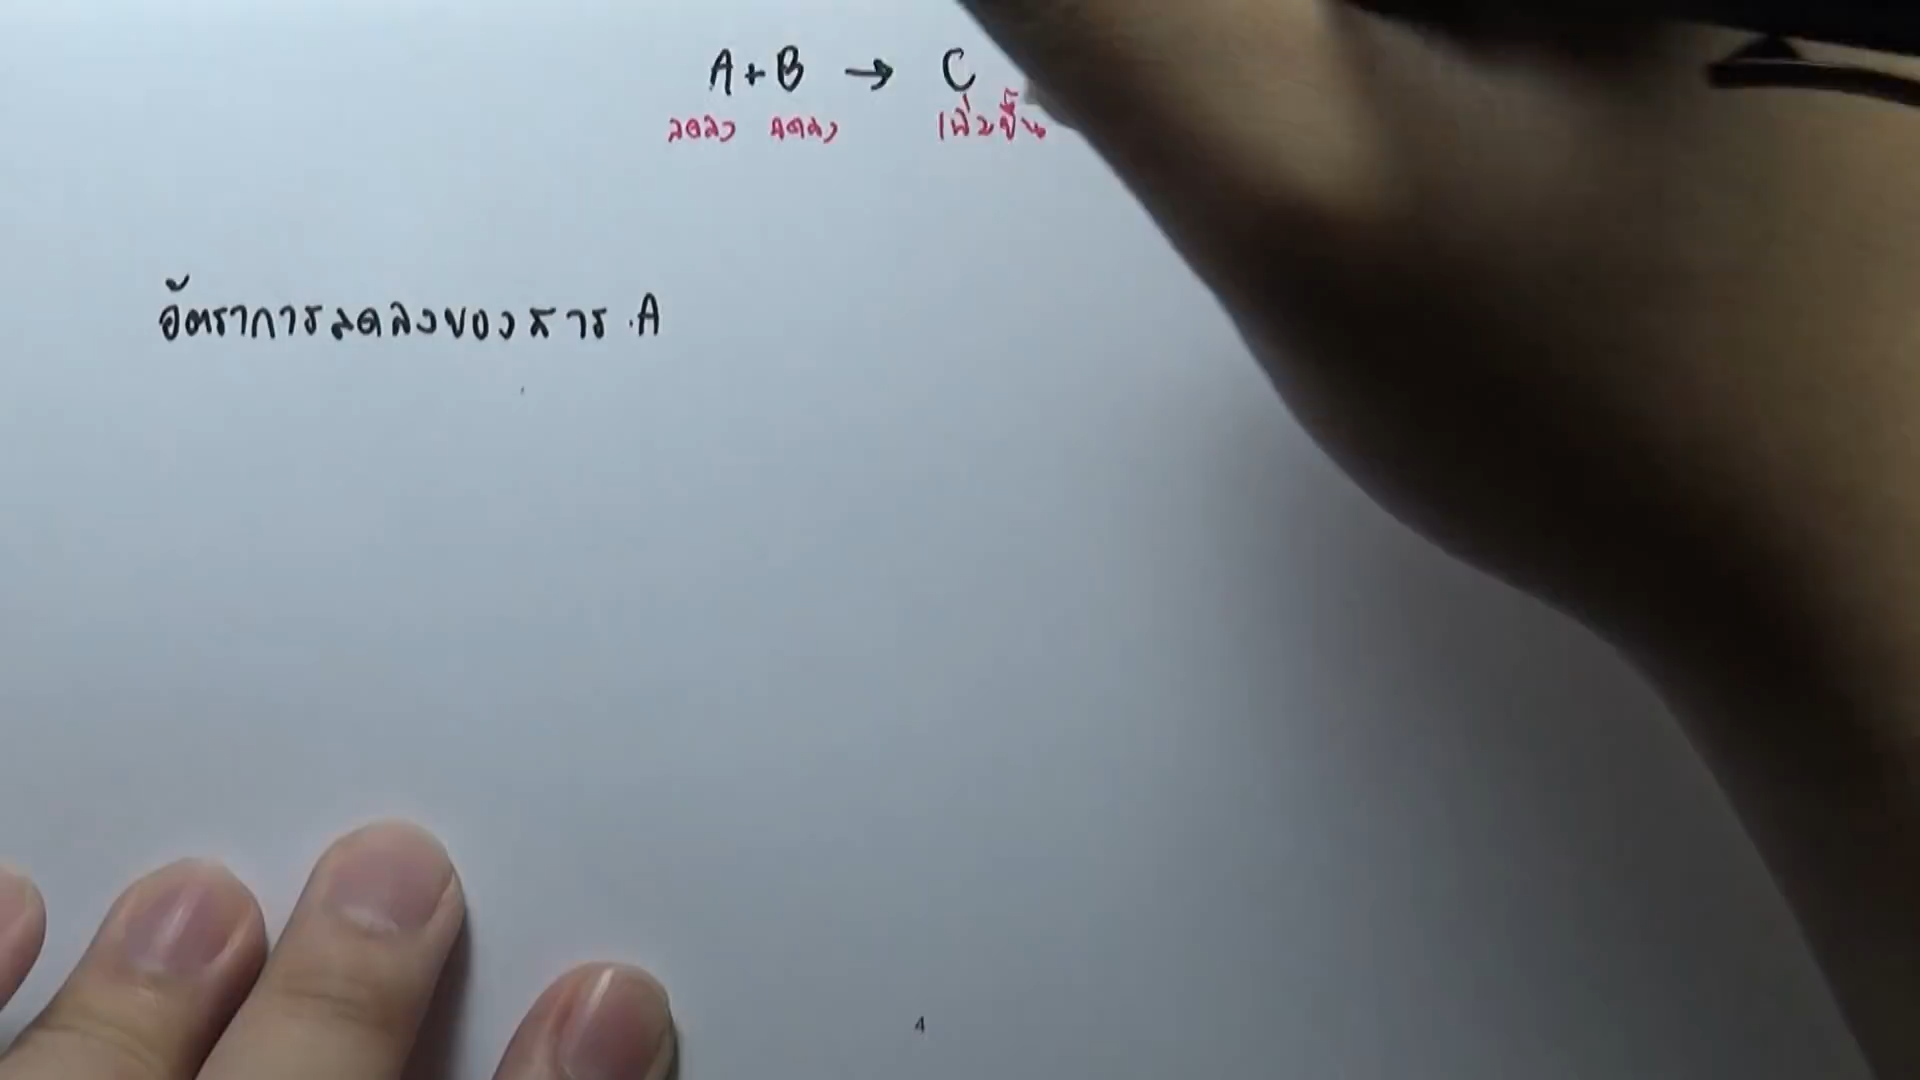 A + B → C
ลดลง ลดลง เพิ่มขึ้น
อัตราการลดลงของสาร A
4